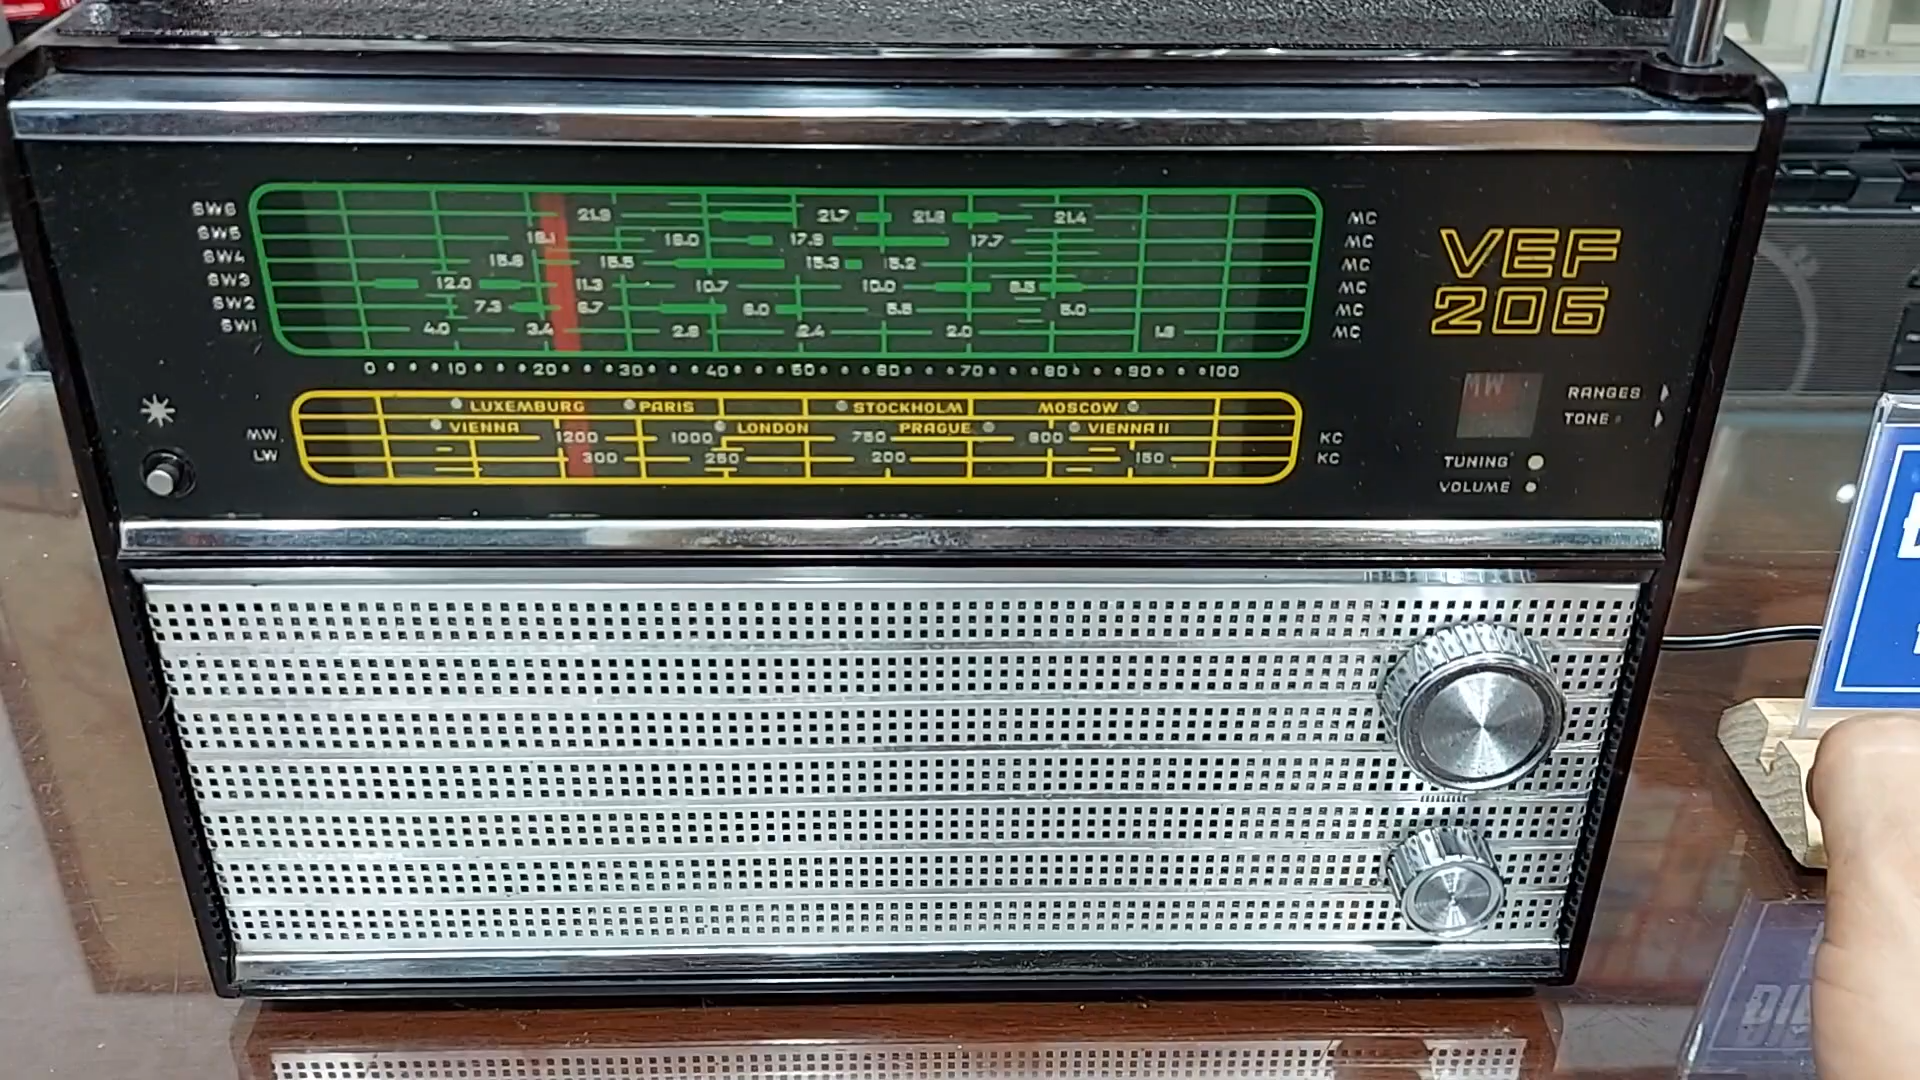 SW6 21.9 21.7 21.8 21.4 MC
SW5 18.1 18.0 17.9 17.7 MC
SW4 15.8 15.5 15.3 15.2 MC
SW3 12.0 11.3 10.7 10.0 9.5 MC
SW2 7.3 6.7 6.0 5.5 5.0 MC
SW1 4.0 3.4 2.8 2.4 2.0 1.8 MC
VEF
206
0 10 20 30 40 50 60 70 80 90 100
LUXEMBURG PARIS STOCKHOLM MOSCOW
VIENNA LONDON PRAGUE VIENNA II
MW 1200 1000 750 600 KC
LW 300 250 200 150 KC
MW
RANGES
TONE
TUNING
VOLUME